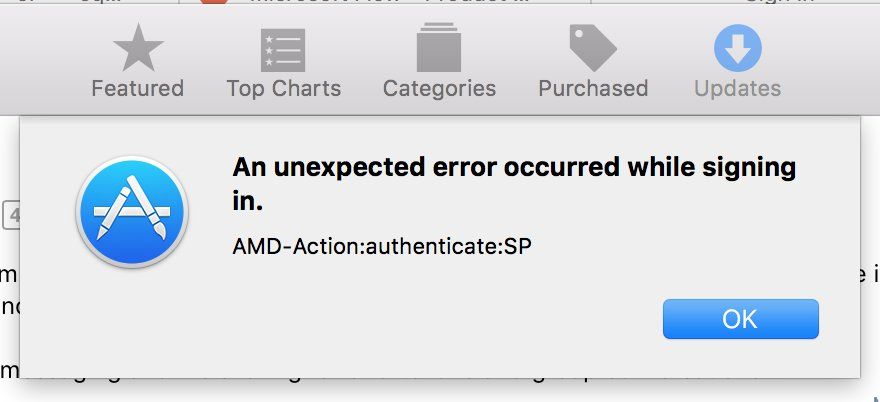 Featured
Top Charts
Categories
Purchased
Updates
An unexpected error occurred while signing
in.
AMD-Action:authenticate:SP
OK